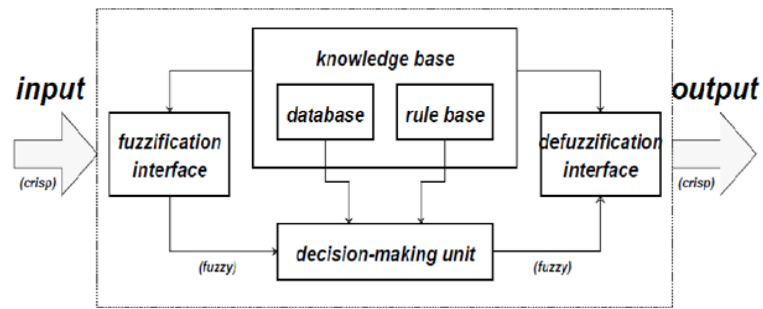 knowledge base
input
output
database
rule base
fuzzification
interface
defuzzification
interface
(crisp)
(crisp)
decision-making unit
(fuzzy)
(fuzzy)